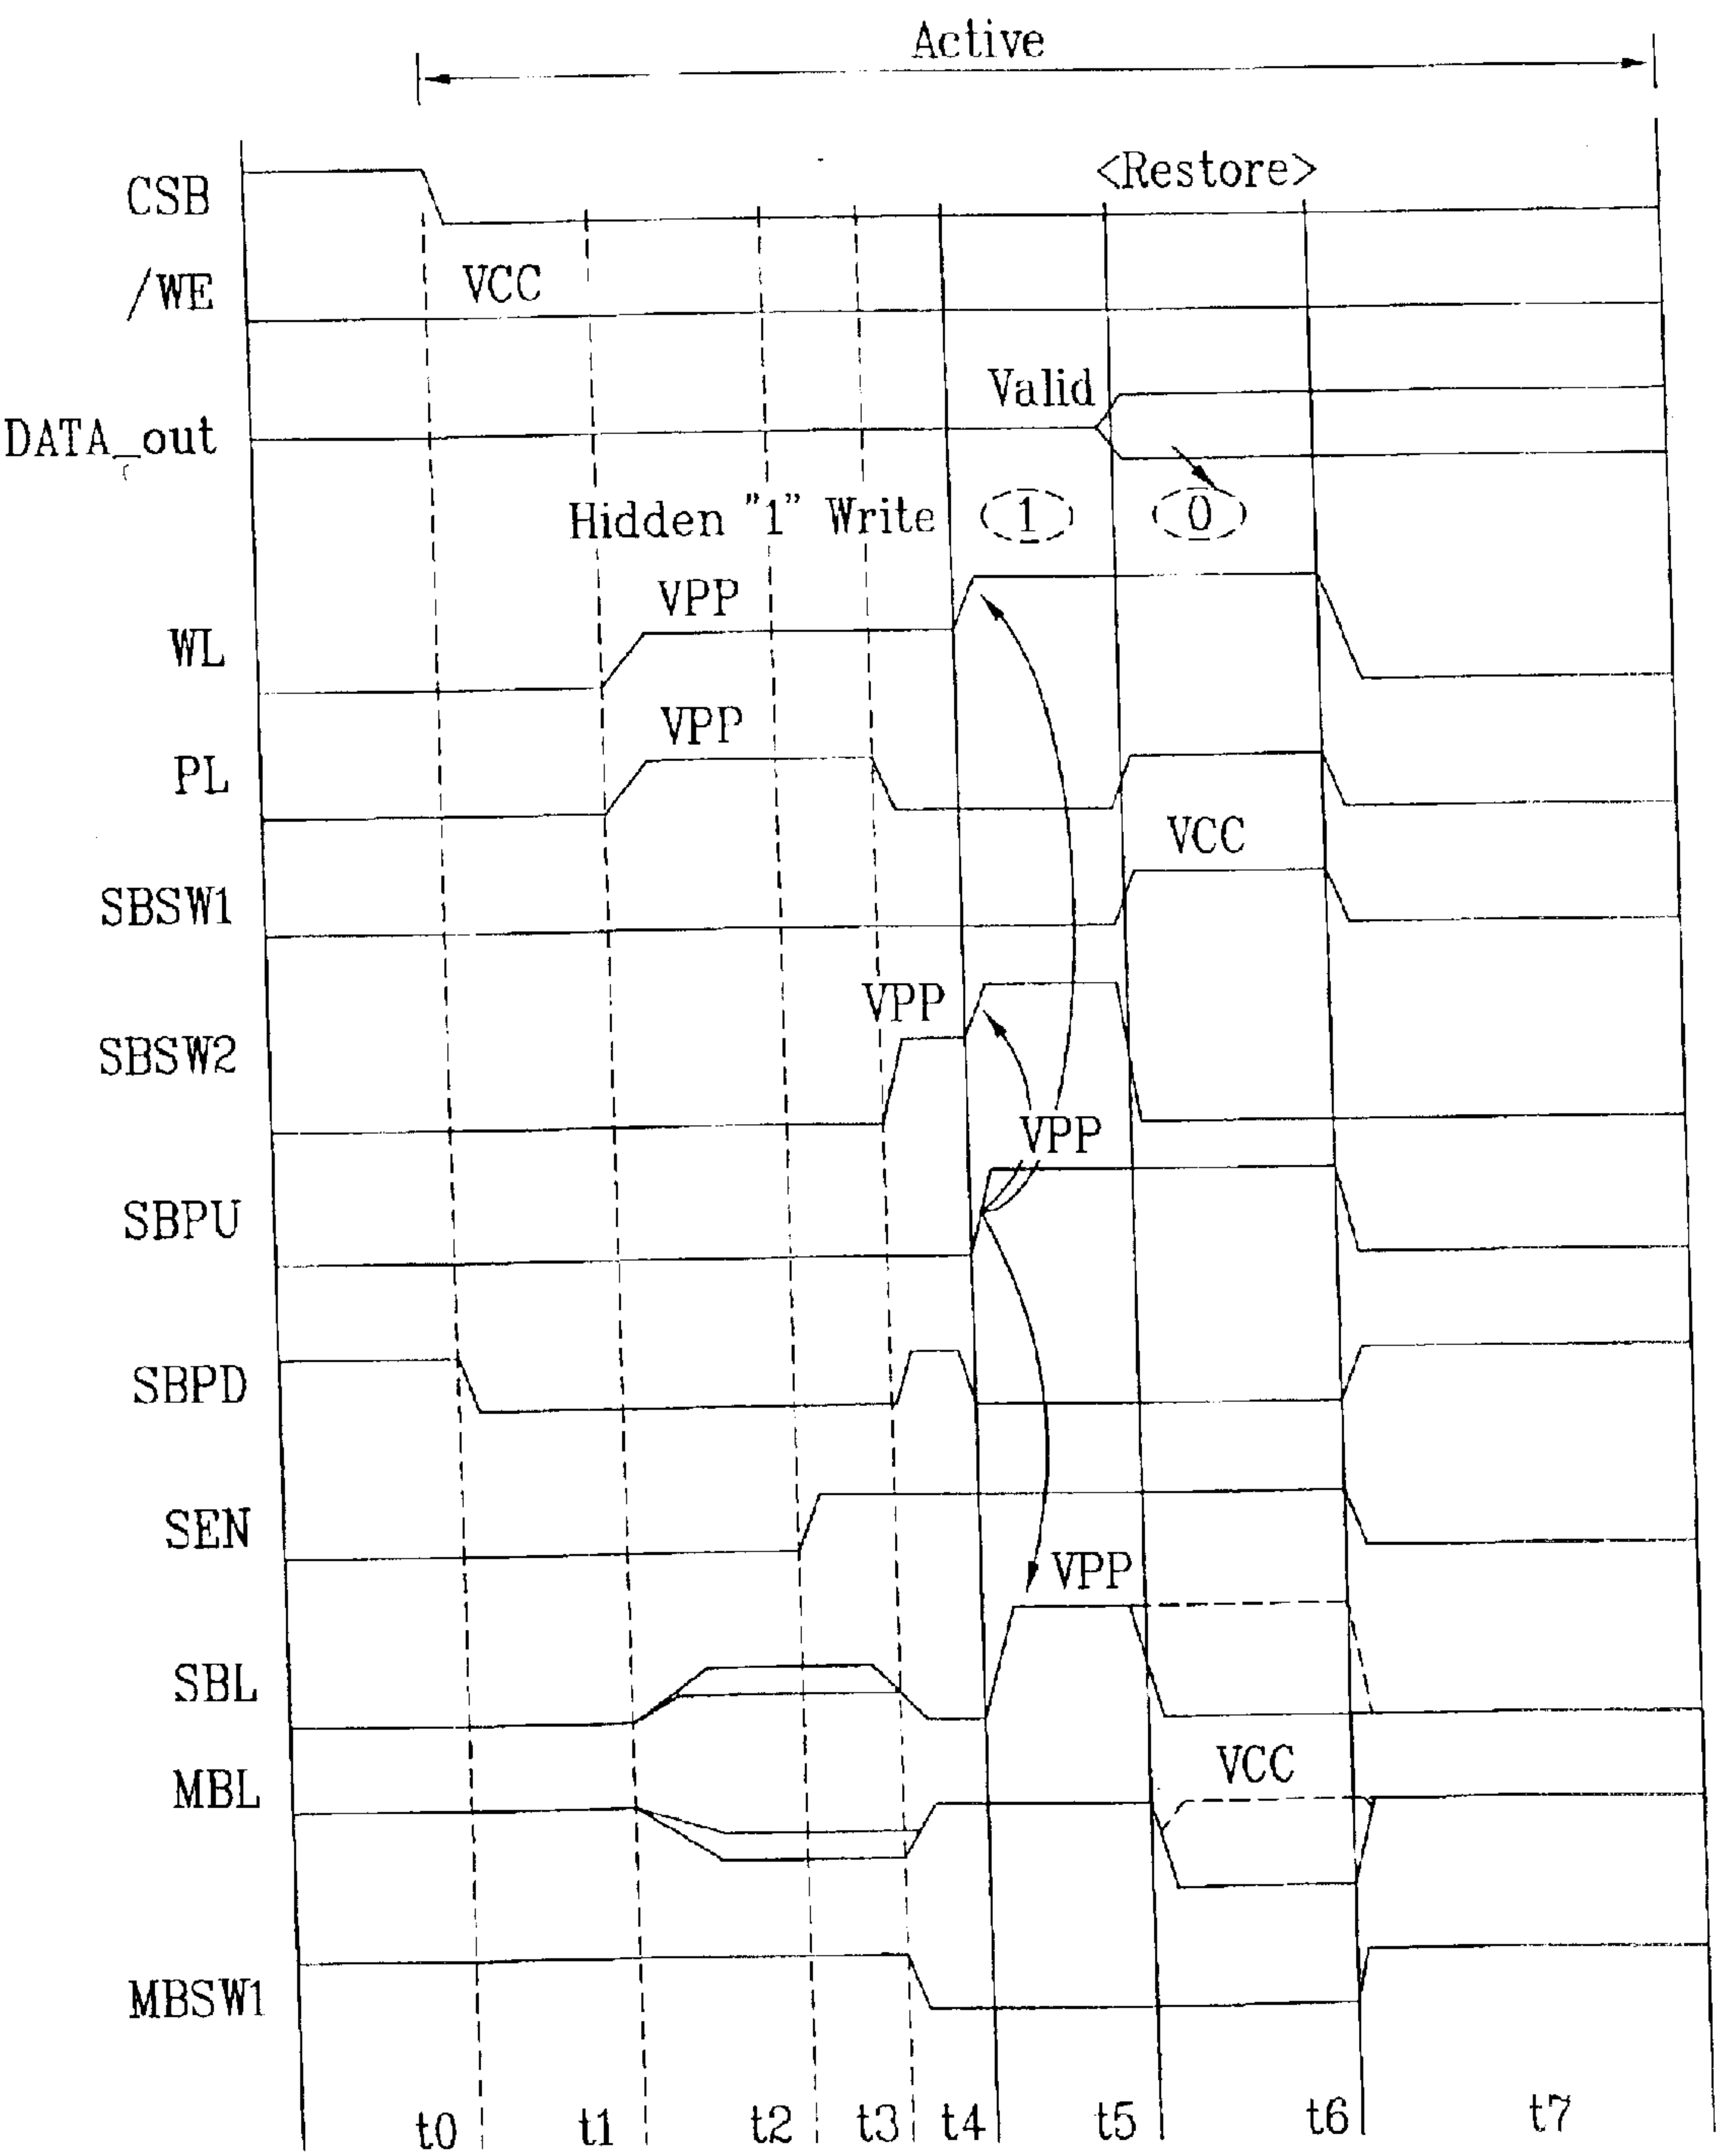 Active
<Restore>
CSB
/WE
VCC
Valid
DATA_out
Hidden "1" Write
1
0
VPP
WL
VPP
PL
VCC
SBSW1
VPP
SBSW2
VPP
SBPU
SBPD
SEN
VPP
SBL
VCC
MBL
MBSW1
t0 t1 t2 t3 t4 t5 t6 t7